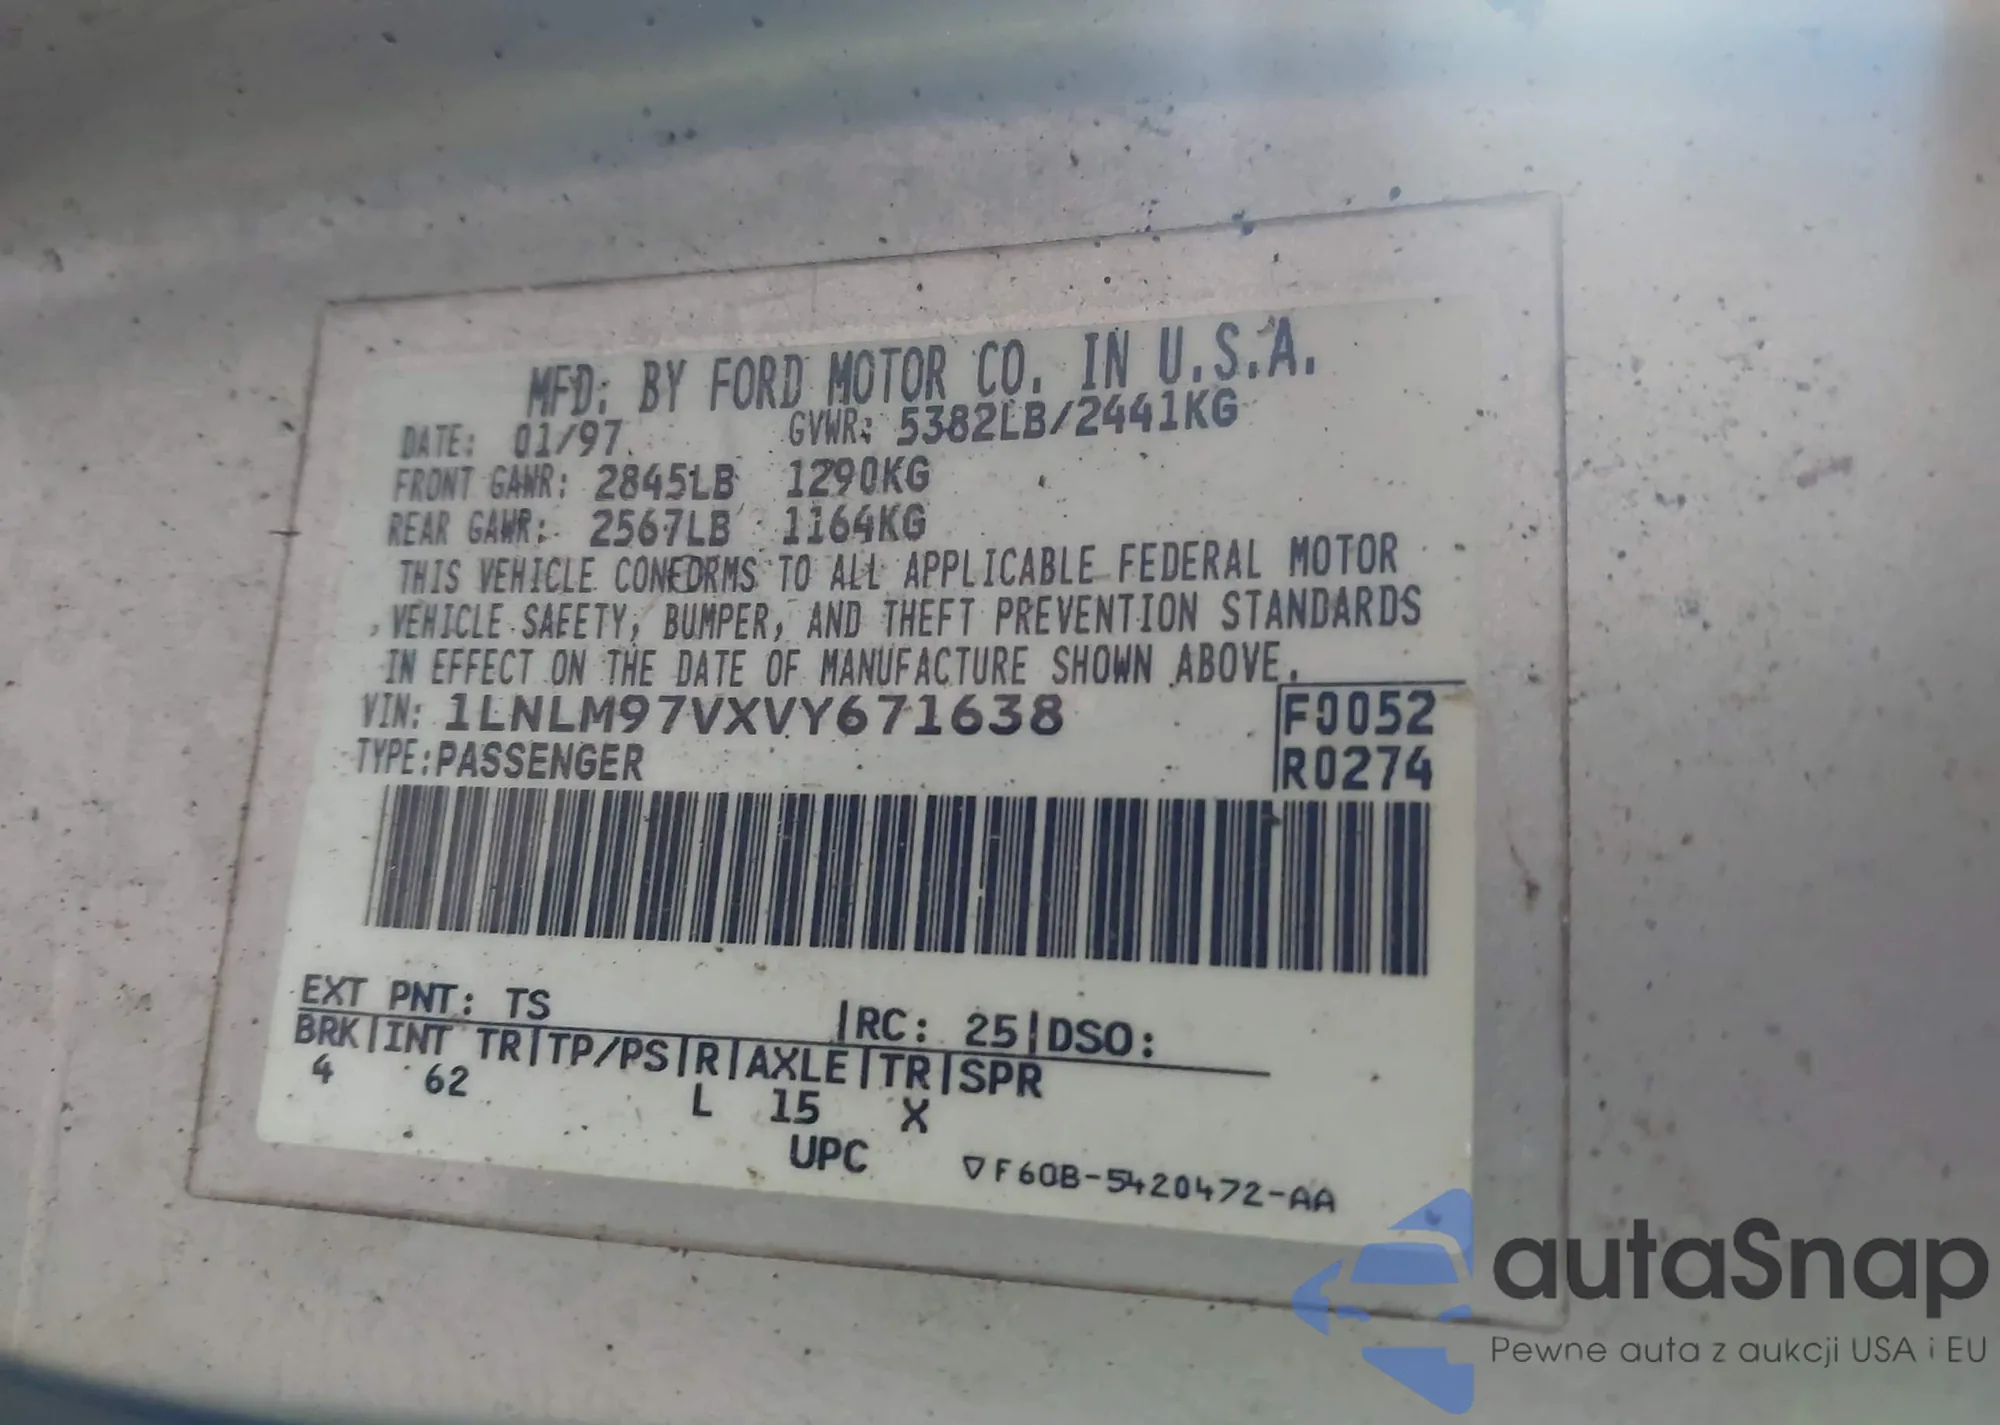 MFD: BY FORD MOTOR CO. IN U.S.A.
DATE: 01/97 GVWR: 5382LB/2441KG
FRONT GAWR: 2845LB 1290KG
REAR GAWR: 2567LB 1164KG
THIS VEHICLE CONFORMS TO ALL APPLICABLE FEDERAL MOTOR
VEHICLE SAFETY, BUMPER, AND THEFT PREVENTION STANDARDS
IN EFFECT ON THE DATE OF MANUFACTURE SHOWN ABOVE.
VIN: 1LNLM97VXVY671638 F0052
TYPE: PASSENGER R0274
EXT PNT: TS |RC: 25|DSO:
BRK|INT TR|TP/PS|R|AXLE|TR|SPR
4 62 L 15 X
UPC ▽F60B-5420472-AA
autaSnap
Pewne auta z aukcji USA i EU